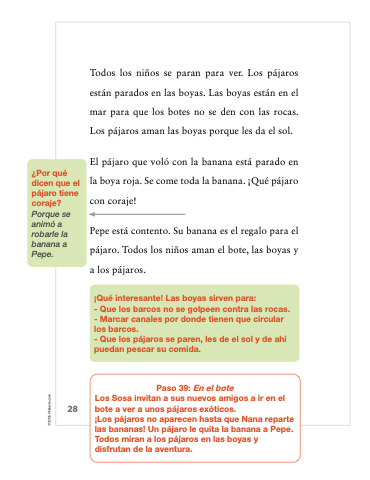 Todos los niños se paran para ver. Los pájaros
están parados en las boyas. Las boyas están en el
mar para que los botes no se den con las rocas.
Los pájaros aman las boyas porque les da el sol.
El pájaro que voló con la banana está parado en
la boya roja. Se come toda la banana. ¡Qué pájaro
con coraje!
¿Por qué
dicen que el
pájaro tiene
coraje?
Porque se
animó a
robarle la
banana a
Pepe.
Pepe está contento. Su banana es el regalo para el
pájaro. Todos los niños aman el bote, las boyas y
a los pájaros.
¡Qué interesante! Las boyas sirven para:
- Que los barcos no se golpeen contra las rocas.
- Marcar canales por donde tienen que circular
los barcos.
- Que los pájaros se paren, les de el sol y de ahí
puedan pescar su comida.
Paso 39: En el bote
Los Sosa invitan a sus nuevos amigos a ir en el
bote a ver a unos pájaros exóticos.
¡Los pájaros no aparecen hasta que Nana reparte
las bananas! Un pájaro le quita la banana a Pepe.
Todos miran a los pájaros en las boyas y
disfrutan de la aventura.
28